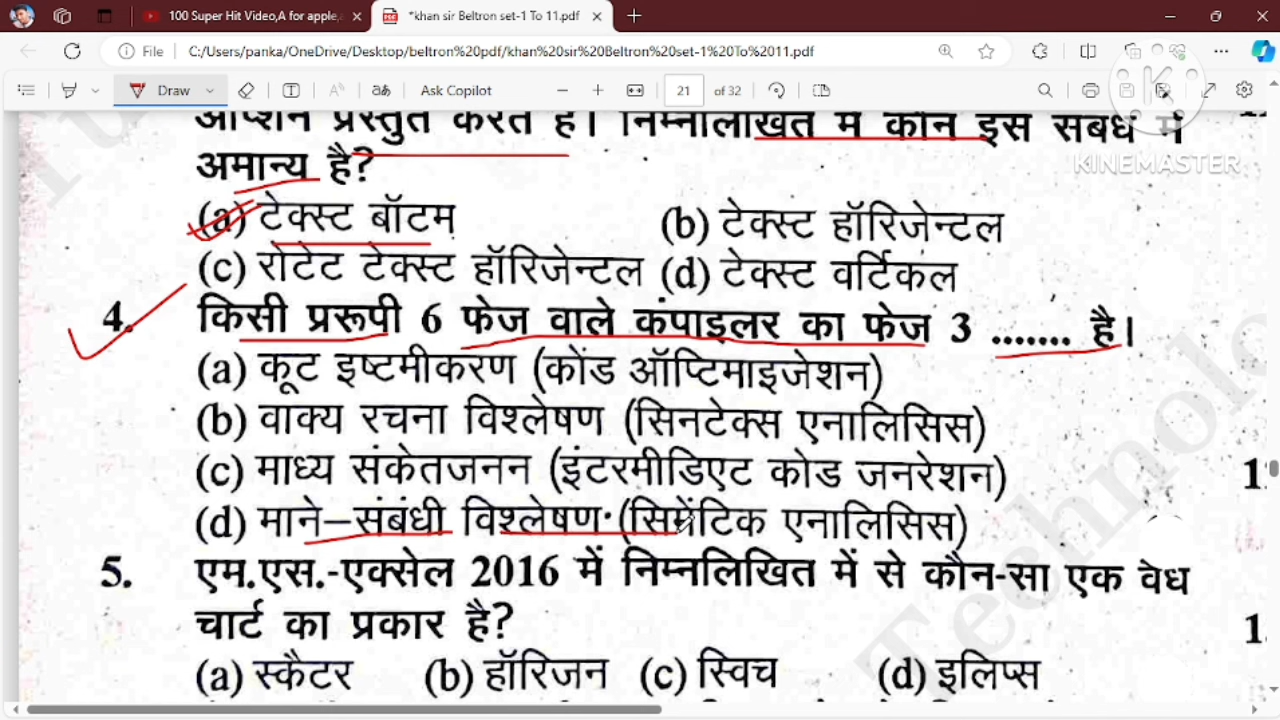 100 Super Hit Video,A for apple,a
*khan sir Beltron set-1 To 11.pdf
File C:/Users/panka/OneDrive/Desktop/beltron%20pdf/khan%20sir%20Beltron%20set-1%20To%2011.pdf
Draw Ask Copilot 21 of 32
K
KINEMASTER
ऑप्शन प्रस्तुत करता है। निम्नलिखित में कौन इस संबंध में
अमान्य है?
(a) टेक्स्ट बॉटम (b) टेक्स्ट हॉरिजेन्टल
(c) रोटेट टेक्स्ट हॉरिजेन्टल (d) टेक्स्ट वर्टिकल
4. किसी प्ररूपी 6 फेज वाले कंपाइलर का फेज 3 ....... है।
(a) कूट इष्टमीकरण (कोंड ऑप्टिमाइजेशन)
(b) वाक्य रचना विश्लेषण (सिनटेक्स एनालिसिस)
(c) माध्य संकेतजनन (इंटरमीडिएट कोड जनरेशन)
(d) माने–संबंधी विश्लेषण (सिमेंटिक एनालिसिस)
5. एम.एस.-एक्सेल 2016 में निम्नलिखित में से कौन-सा एक वेध
चार्ट का प्रकार है?
(a) स्कैटर (b) हॉरिजन (c) स्विच (d) इलिप्स
Technolo